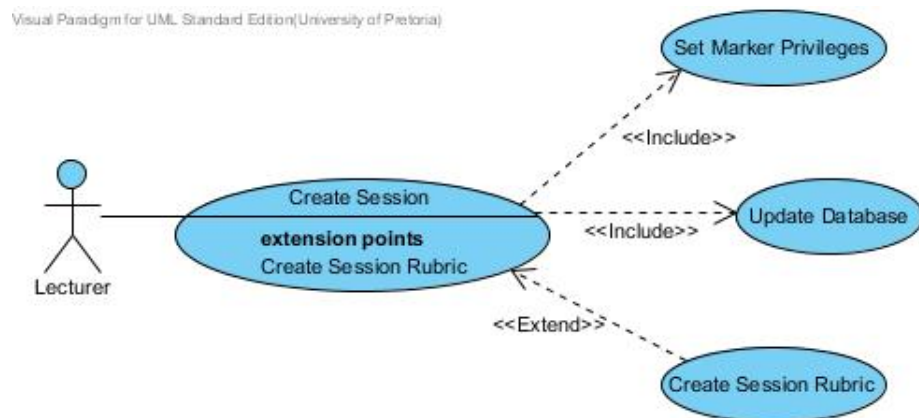 Visual Paradigm for UML Standard Edition(University of Pretoria)
Set Marker Privileges
<<Include>>
Create Session
extension points
Create Session Rubric
Update Database
<<Include>>
Lecturer
<<Extend>>
Create Session Rubric